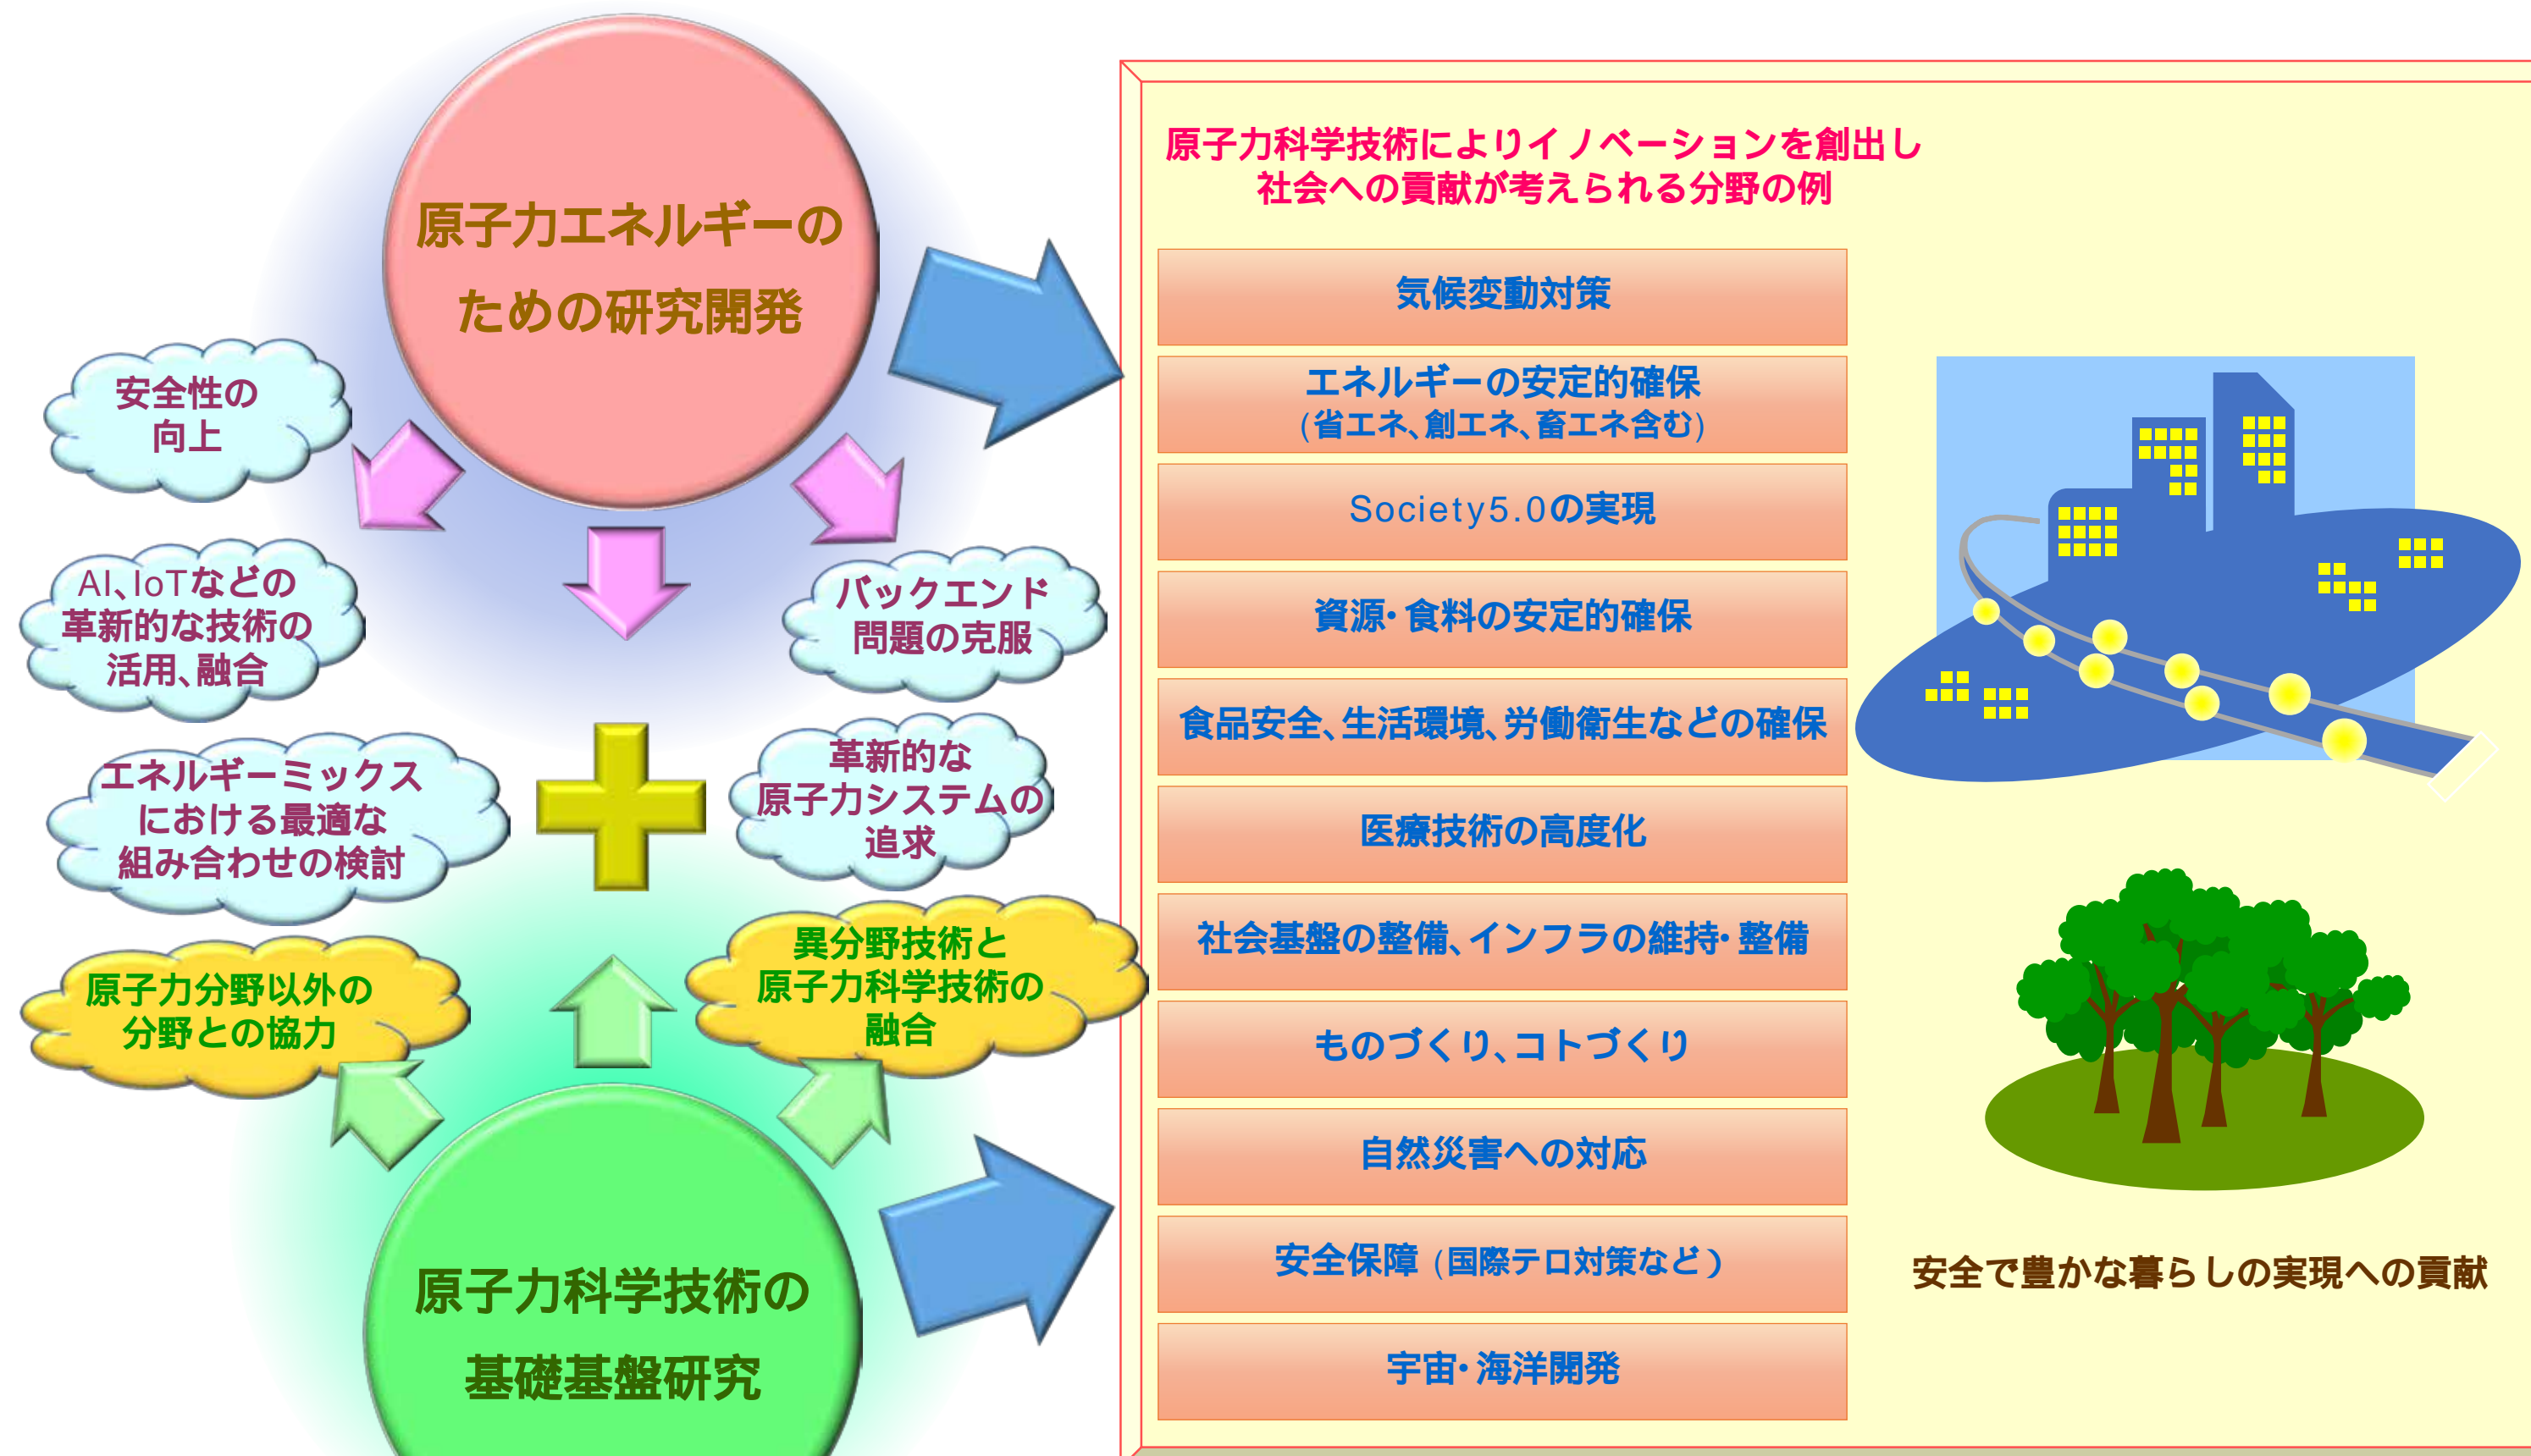 原子力エネルギーの
ための研究開発
安全性の
向上
AI、IoTなどの
革新的な技術の
活用、融合
バックエンド
問題の克服
エネルギーミックス
における最適な
組み合わせの検討
革新的な
原子力システムの
追求
原子力分野以外の
分野との協力
異分野技術と
原子力科学技術の
融合
原子力科学技術の
基礎基盤研究
原子力科学技術によりイノベーションを創出し
社会への貢献が考えられる分野の例
気候変動対策
エネルギーの安定的確保
(省エネ、創エネ、畜エネ含む)
Society5.0の実現
資源・食料の安定的確保
食品安全、生活環境、労働衛生などの確保
医療技術の高度化
社会基盤の整備、インフラの維持・整備
ものづくり、コトづくり
自然災害への対応
安全保障（国際テロ対策など）
宇宙・海洋開発
安全で豊かな暮らしの実現への貢献